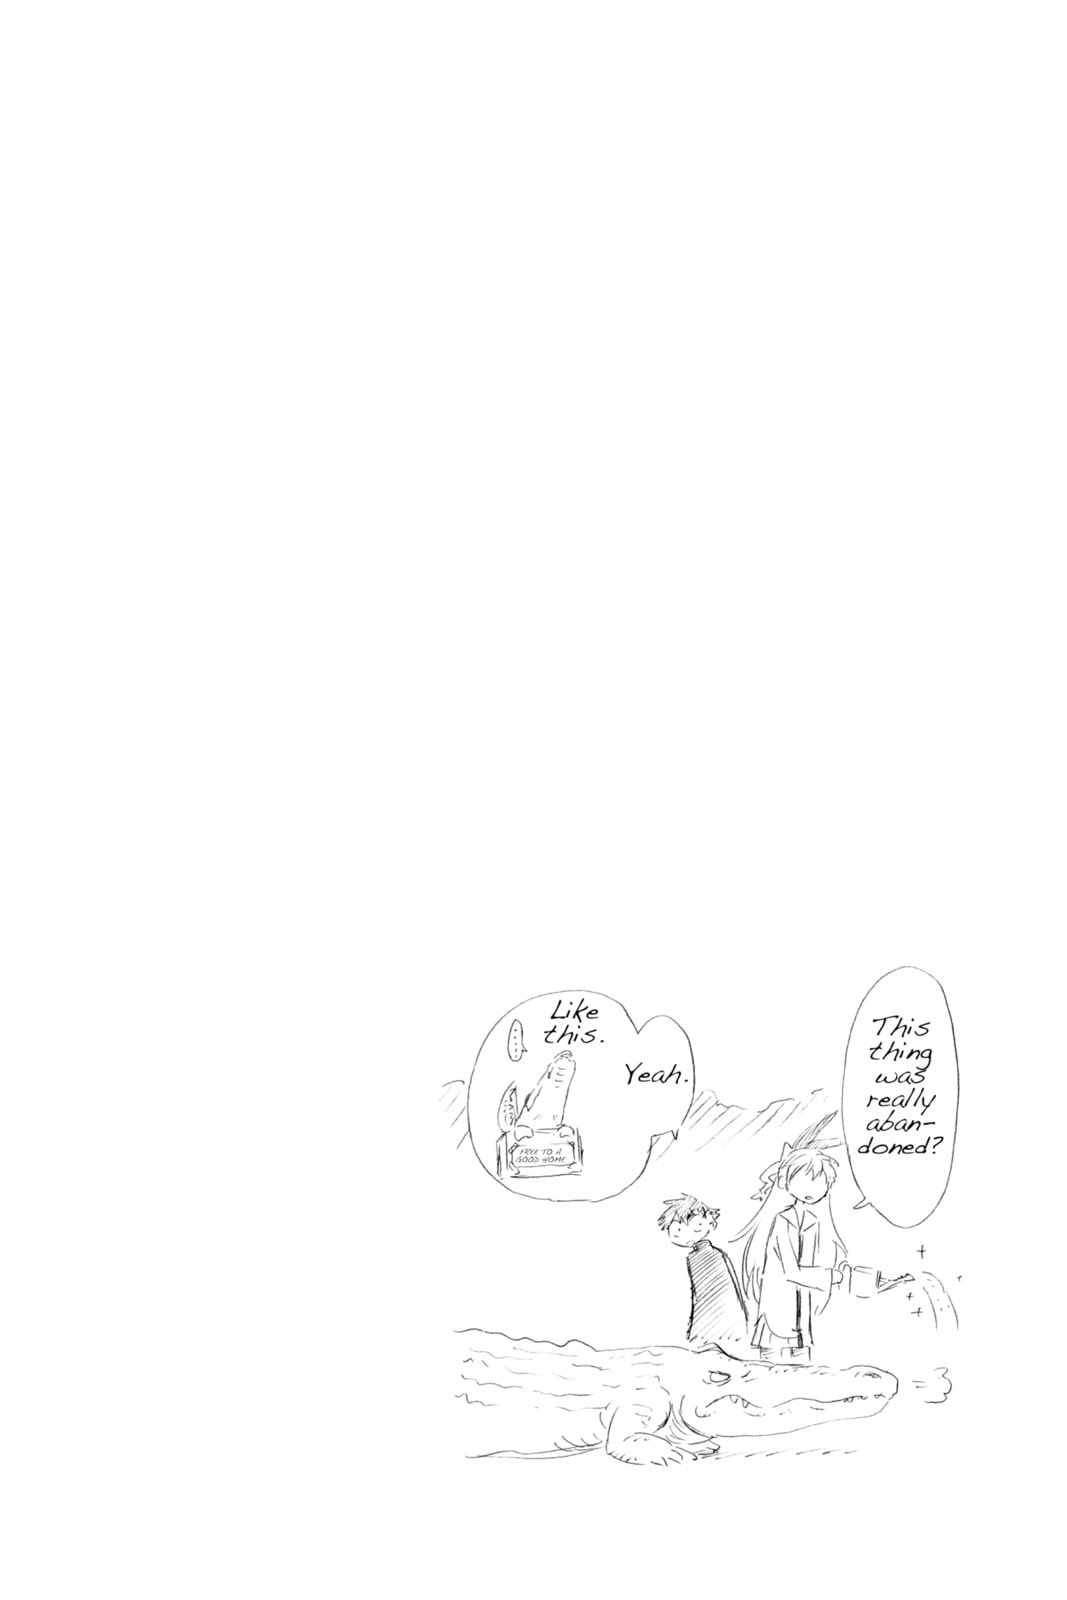 This
thing
was
really
aban-
doned?
Yeah.
Like
this.
FREE TO A
GOOD HOME